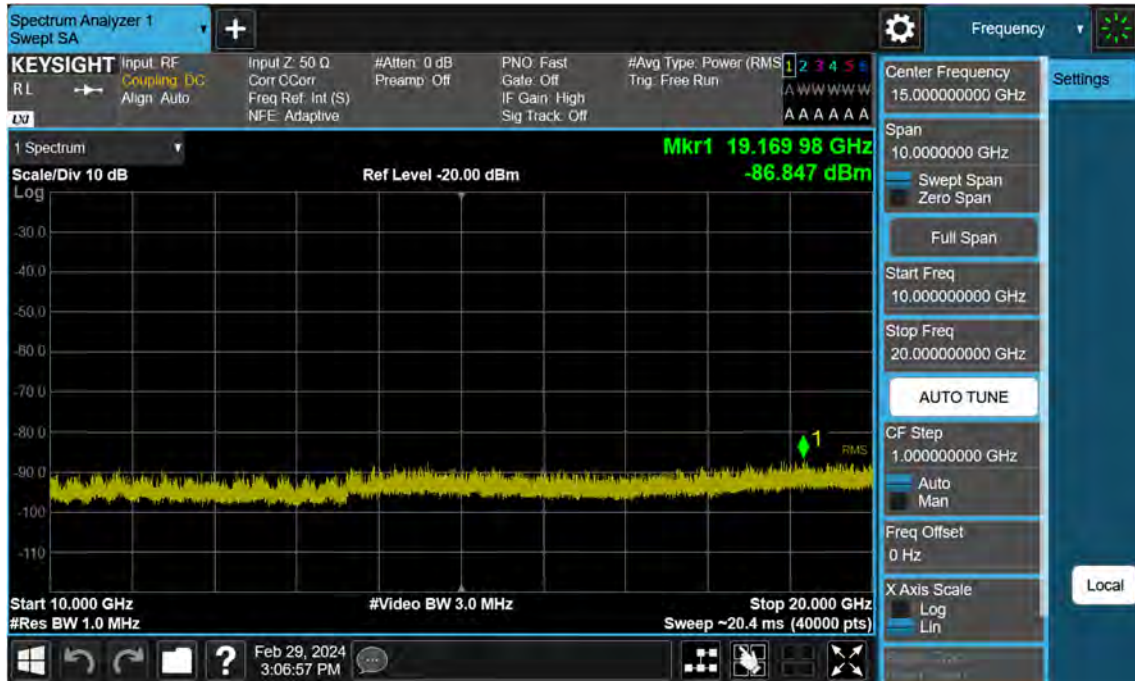 Spectrum Analyzer 1
Swept SA
Frequency
KEYSIGHT
R L
LXI
Input: RF
Coupling: DC
Align: Auto
Input Z: 50 Ω
Corr CCorr
Freq Ref: Int (S)
NFE: Adaptive
#Atten: 0 dB
Preamp: Off
PNO: Fast
Gate: Off
IF Gain: High
Sig Track: Off
#Avg Type: Power (RMS
Trig: Free Run
1 2 3 4 5 6
A W W W W W
A A A A A A
1 Spectrum
Mkr1 19.169 98 GHz
Scale/Div 10 dB
Ref Level -20.00 dBm
-86.847 dBm
Log
-30.0
-40.0
-50.0
-60.0
-70.0
-80.0
-90.0
-100
-110
1
RMS
Start 10.000 GHz
#Video BW 3.0 MHz
Stop 20.000 GHz
#Res BW 1.0 MHz
Sweep ~20.4 ms (40000 pts)
Center Frequency
15.000000000 GHz
Span
10.0000000 GHz
Swept Span
Zero Span
Full Span
Start Freq
10.000000000 GHz
Stop Freq
20.000000000 GHz
AUTO TUNE
CF Step
1.000000000 GHz
Auto
Man
Freq Offset
0 Hz
X Axis Scale
Log
Lin
Settings
Local
?
Feb 29, 2024
3:06:57 PM